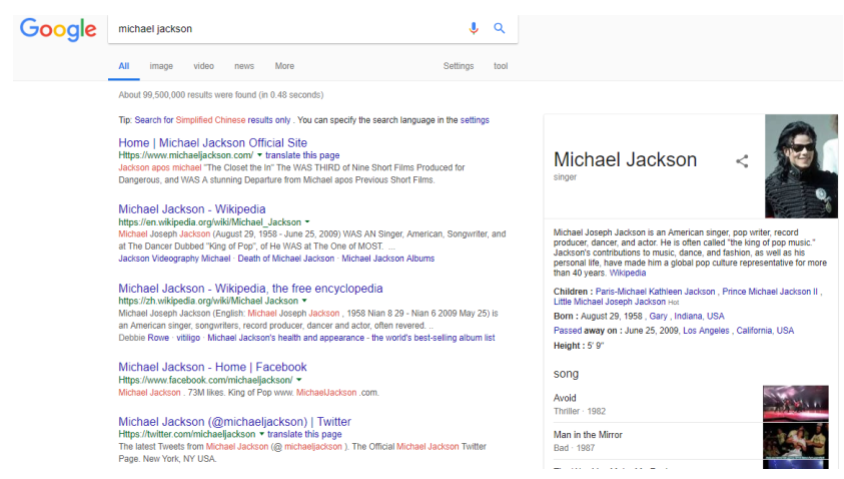 Google
michael jackson
All image video news More Settings tool
About 99,500,000 results were found (in 0.48 seconds)
Tip: Search for Simplified Chinese results only . You can specify the search language in the settings
Home | Michael Jackson Official Site
Https://www.michaeljackson.com/ translate this page
Jackson apos michael "The Closet the In" The WAS THIRD of Nine Short Films Produced for
Dangerous, and WAS A stunning Departure from Michael apos Previous Short Films.
Michael Jackson - Wikipedia
https://en.wikipedia.org/wiki/Michael_Jackson
Michael Joseph Jackson (August 29, 1958 - June 25, 2009) WAS AN Singer, American, Songwriter, and
at The Dancer Dubbed "King of Pop", of He WAS at The One of MOST. ...
Jackson Videography Michael · Death of Michael Jackson · Michael Jackson Albums
Michael Jackson - Wikipedia, the free encyclopedia
https://zh.wikipedia.org/wiki/Michael Jackson
Michael Joseph Jackson (English: Michael Joseph Jackson , 1958 Nian 8 29 - Nian 6 2009 May 25) is
an American singer, songwriters, record producer, dancer and actor, often revered. ..
Debbie Rowe · vitiligo · Michael Jackson's health and appearance - the world's best-selling album list
Michael Jackson - Home | Facebook
Https://www.facebook.com/michaeljackson/
Michael Jackson , 73M likes. King of Pop www. MichaelJackson .com.
Michael Jackson (@michaeljackson) | Twitter
Https://twitter.com/michaeljackson translate this page
The latest Tweets from Michael Jackson (@ michaeljackson ). The Official Michael Jackson Twitter
Page. New York, NY USA.
Michael Jackson
singer
Michael Joseph Jackson is an American singer, pop writer, record
producer, dancer, and actor. He is often called "the king of pop music."
Jackson's contributions to music, dance, and fashion, as well as his
personal life, have made him a global pop culture representative for more
than 40 years. Wikipedia
Children : Paris-Michael Kathleen Jackson , Prince Michael Jackson II ,
Little Michael Joseph Jackson Hot
Born : August 29, 1958 , Gary , Indiana, USA
Passed away on : June 25, 2009, Los Angeles , California, USA
Height : 5' 9"
song
Avoid
Thriller · 1982
Man in the Mirror
Bad · 1987